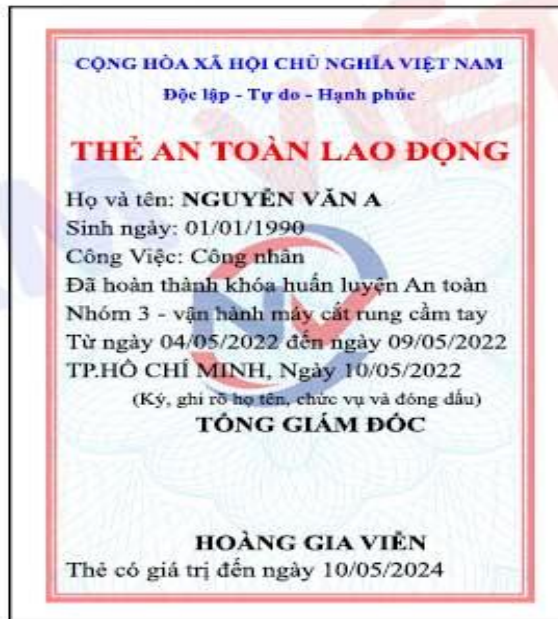 CỘNG HÒA XÃ HỘI CHỦ NGHĨA VIỆT NAM
Độc lập - Tự do - Hạnh phúc
THẺ AN TOÀN LAO ĐỘNG
Họ và tên: NGUYỄN VĂN A
Sinh ngày: 01/01/1990
Công Việc: Công nhân
Đã hoàn thành khóa huấn luyện An toàn
Nhóm 3 - vận hành máy cắt rung cầm tay
Từ ngày 04/05/2022 đến ngày 09/05/2022
TP.HỒ CHÍ MINH, Ngày 10/05/2022
(Ký, ghi rõ họ tên, chức vụ và đóng dấu)
TỔNG GIÁM ĐỐC
HOÀNG GIA VIÊN
Thẻ có giá trị đến ngày 10/05/2024